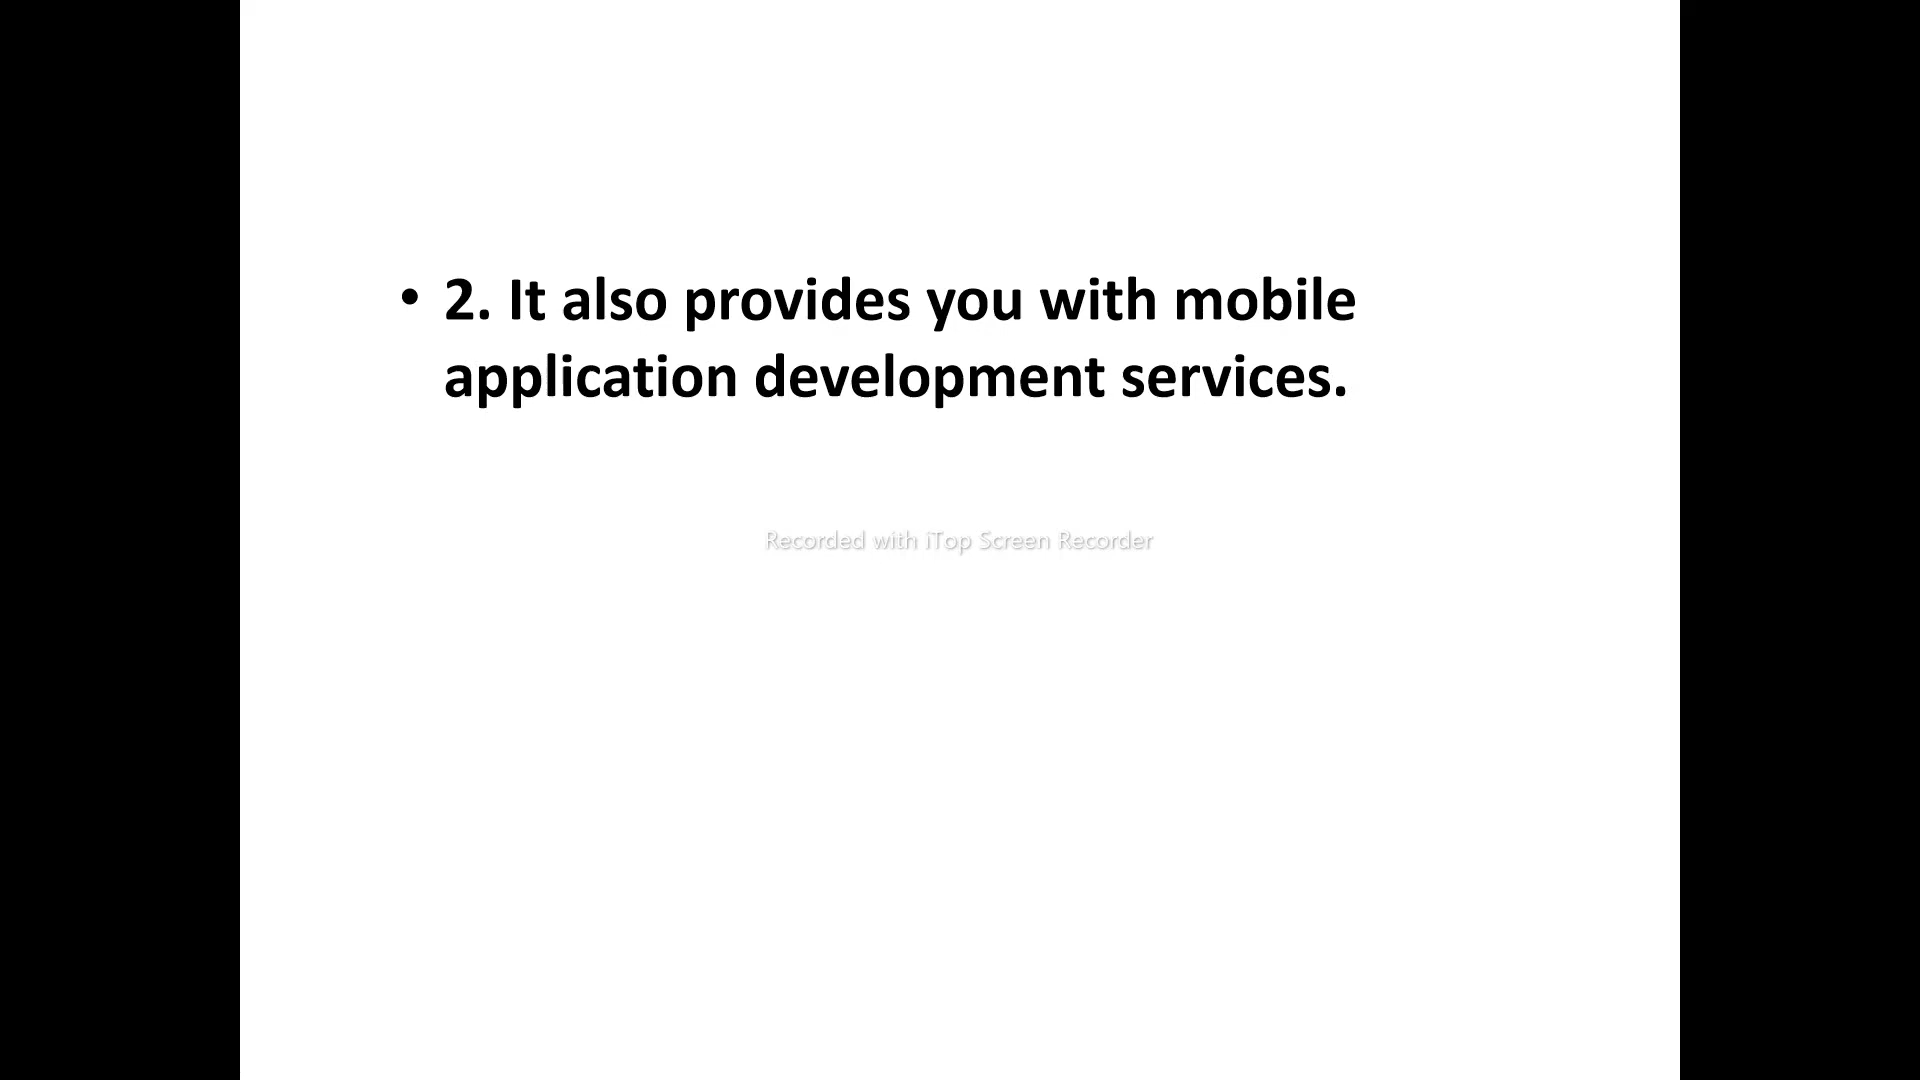 • 2. It also provides you with mobile
application development services.
Recorded with iTop Screen Recorder